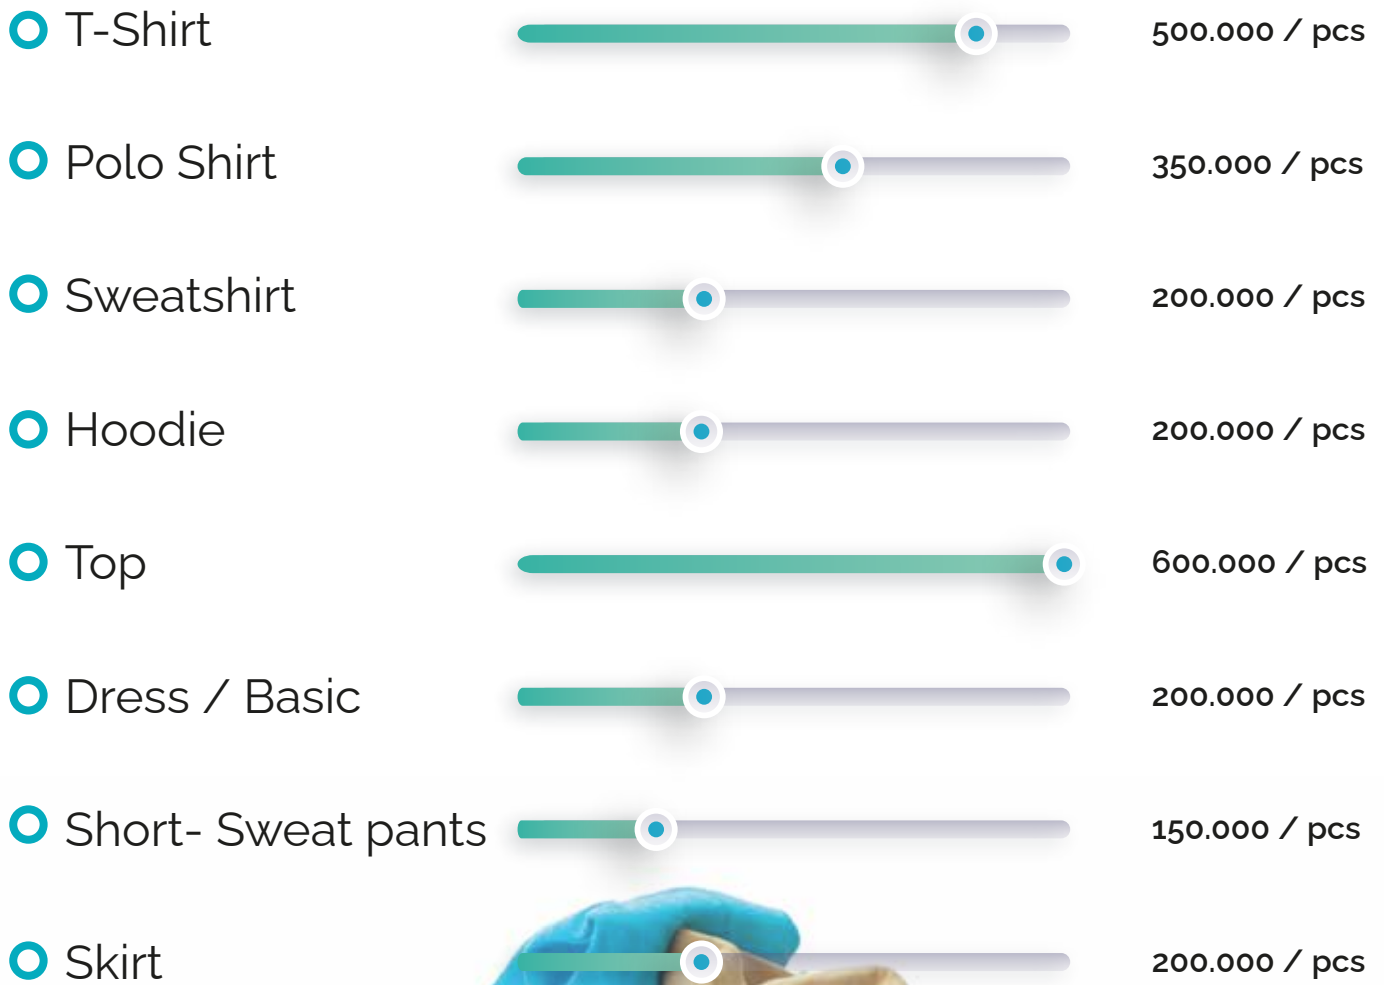 T-Shirt 500.000 / pcs
Polo Shirt 350.000 / pcs
Sweatshirt 200.000 / pcs
Hoodie 200.000 / pcs
Top 600.000 / pcs
Dress / Basic 200.000 / pcs
Short- Sweat pants 150.000 / pcs
Skirt 200.000 / pcs